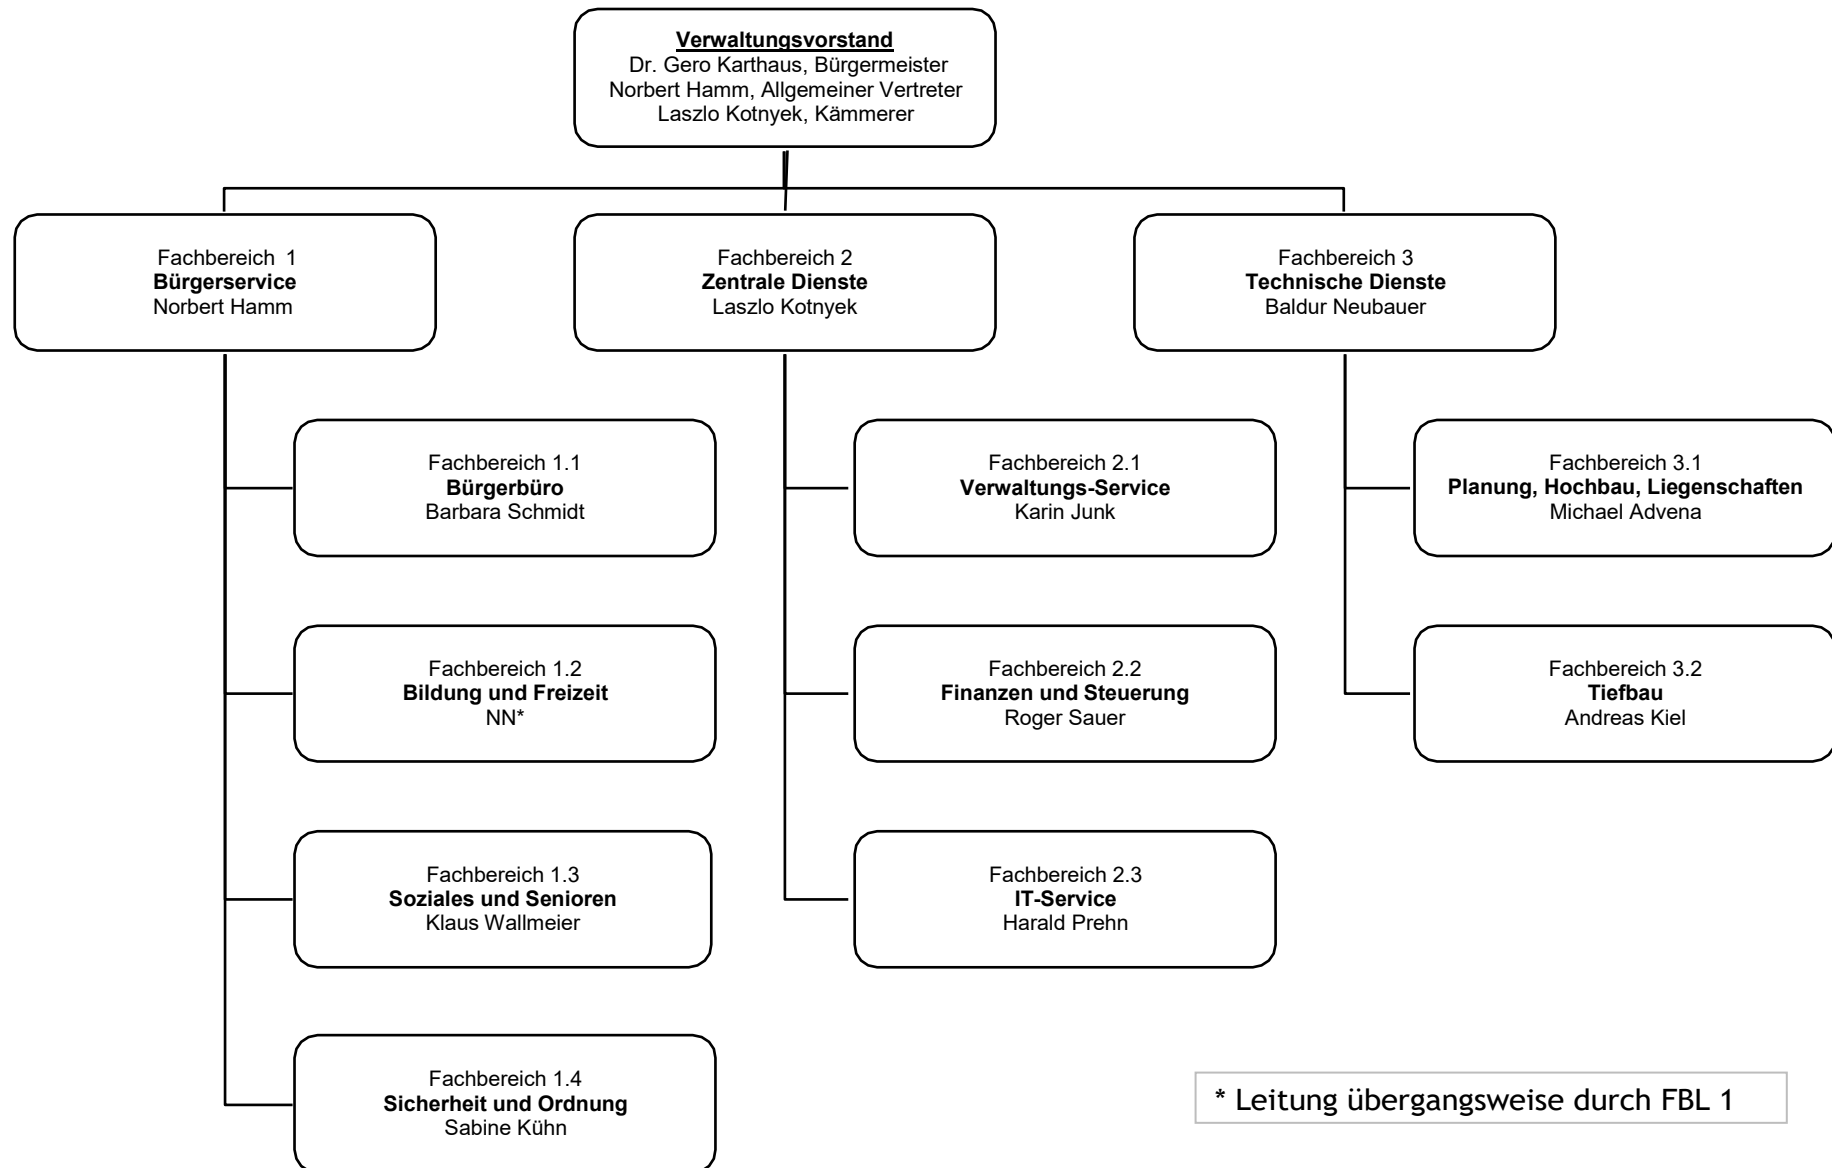 Verwaltungsvorstand
Dr. Gero Karthaus, Bürgermeister
Norbert Hamm, Allgemeiner Vertreter
Laszlo Kotnyek, Kämmerer
Fachbereich 1
Bürgerservice
Norbert Hamm
Fachbereich 2
Zentrale Dienste
Laszlo Kotnyek
Fachbereich 3
Technische Dienste
Baldur Neubauer
Fachbereich 1.1
Bürgerbüro
Barbara Schmidt
Fachbereich 2.1
Verwaltungs-Service
Karin Junk
Fachbereich 3.1
Planung, Hochbau, Liegenschaften
Michael Advena
Fachbereich 1.2
Bildung und Freizeit
NN*
Fachbereich 2.2
Finanzen und Steuerung
Roger Sauer
Fachbereich 3.2
Tiefbau
Andreas Kiel
Fachbereich 1.3
Soziales und Senioren
Klaus Wallmeier
Fachbereich 2.3
IT-Service
Harald Prehn
Fachbereich 1.4
Sicherheit und Ordnung
Sabine Kühn
* Leitung übergangsweise durch FBL 1